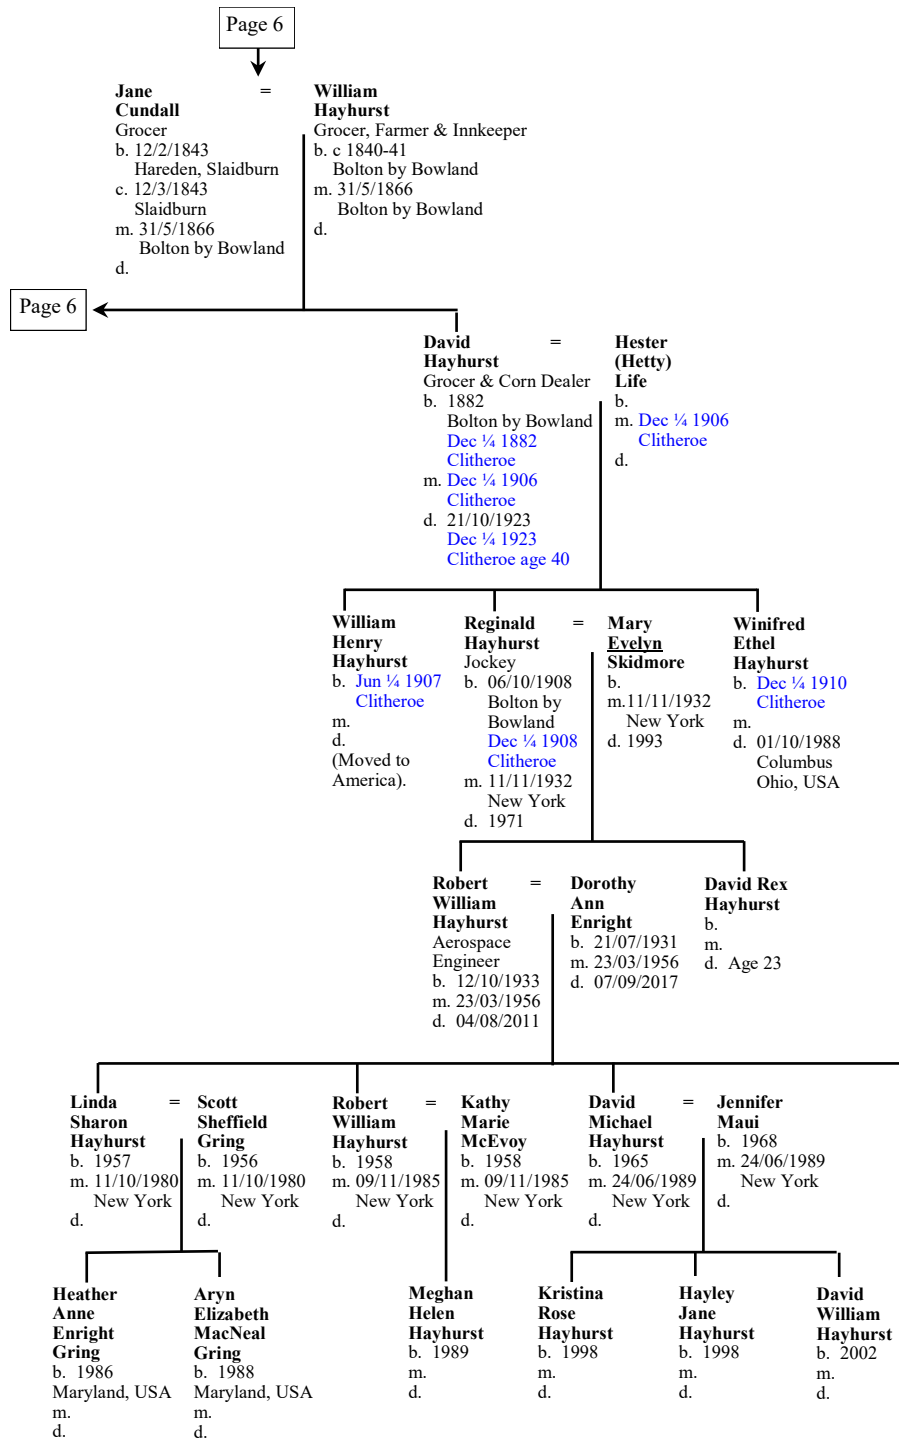 Page 6
Jane
Cundall
Grocer
b. 12/2/1843
Hareden, Slaidburn
c. 12/3/1843
Slaidburn
m. 31/5/1866
Bolton by Bowland
d.
=
William
Hayhurst
Grocer, Farmer & Innkeeper
b. c 1840-41
Bolton by Bowland
m. 31/5/1866
Bolton by Bowland
d.
Page 6
David
Hayhurst
Grocer & Corn Dealer
b. 1882
Bolton by Bowland
Dec ¼ 1882
Clitheroe
m. Dec ¼ 1906
Clitheroe
d. 21/10/1923
Dec ¼ 1923
Clitheroe age 40
=
Hester
(Hetty)
Life
b.
m. Dec ¼ 1906
Clitheroe
d.
William
Henry
Hayhurst
b. Jun ¼ 1907
Clitheroe
m.
d.
(Moved to
America).
Reginald
Hayhurst
Jockey
b. 06/10/1908
Bolton by
Bowland
Dec ¼ 1908
Clitheroe
m. 11/11/1932
New York
d. 1971
=
Mary
Evelyn
Skidmore
b.
m.11/11/1932
New York
d. 1993
Winifred
Ethel
Hayhurst
b. Dec ¼ 1910
Clitheroe
m.
d. 01/10/1988
Columbus
Ohio, USA
Robert
William
Hayhurst
Aerospace
Engineer
b. 12/10/1933
m. 23/03/1956
d. 04/08/2011
=
Dorothy
Ann
Enright
b. 21/07/1931
m. 23/03/1956
d. 07/09/2017
David Rex
Hayhurst
b.
m.
d. Age 23
Linda
Sharon
Hayhurst
b. 1957
m. 11/10/1980
New York
d.
=
Scott
Sheffield
Gring
b. 1956
m. 11/10/1980
New York
d.
Robert
William
Hayhurst
b. 1958
m. 09/11/1985
New York
d.
=
Kathy
Marie
McEvoy
b. 1958
m. 09/11/1985
New York
d.
David
Michael
Hayhurst
b. 1965
m. 24/06/1989
New York
d.
=
Jennifer
Maui
b. 1968
m. 24/06/1989
New York
d.
Heather
Anne
Enright
Gring
b. 1986
Maryland, USA
m.
d.
Aryn
Elizabeth
MacNeal
Gring
b. 1988
Maryland, USA
m.
d.
Meghan
Helen
Hayhurst
b. 1989
m.
d.
Kristina
Rose
Hayhurst
b. 1998
m.
d.
Hayley
Jane
Hayhurst
b. 1998
m.
d.
David
William
Hayhurst
b. 2002
m.
d.